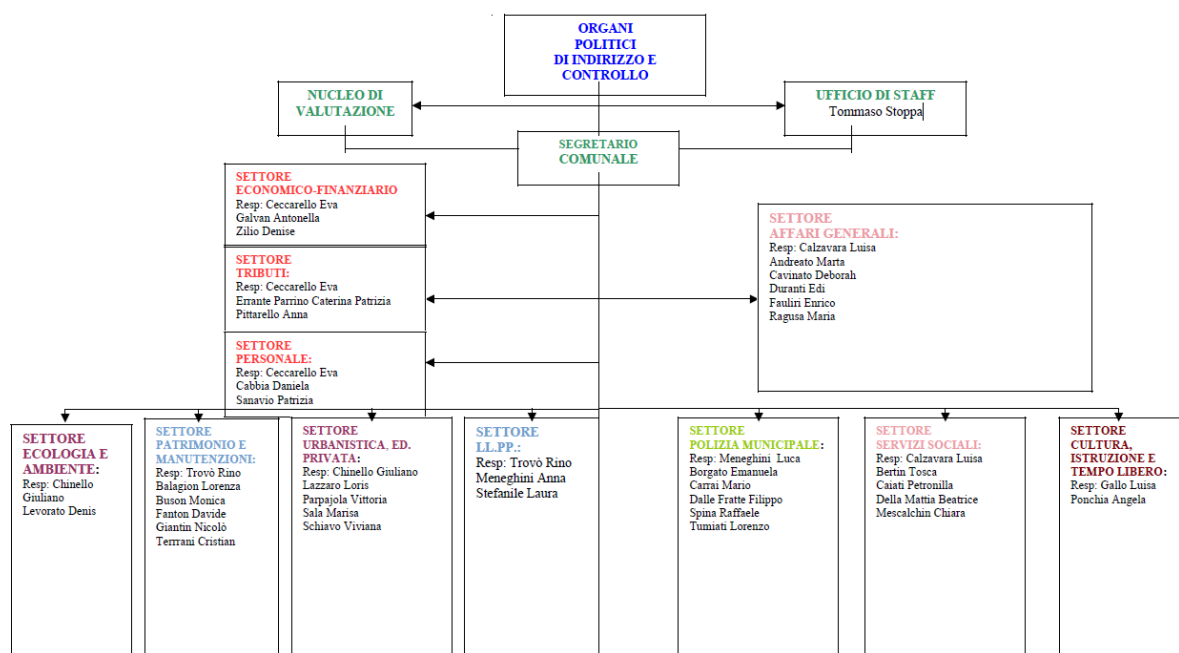 ORGANI
POLITICI
DI INDIRIZZO E
CONTROLLO
NUCLEO DI
VALUTAZIONE
UFFICIO DI STAFF
Tommaso Stoppa
SEGRETARIO
COMUNALE
SETTORE
ECONOMICO-FINANZIARIO
Resp: Ceccarello Eva
Galvan Antonella
Zilio Denise
SETTORE
TRIBUTI:
Resp: Ceccarello Eva
Errante Parrino Caterina Patrizia
Pittarello Anna
SETTORE
PERSONALE:
Resp: Ceccarello Eva
Cabbia Daniela
Sanavio Patrizia
SETTORE
AFFARI GENERALI:
Resp: Calzavara Luisa
Andreato Marta
Cavinato Deborah
Duranti Edi
Fauliri Enrico
Ragusa Maria
SETTORE
ECOLOGIA E
AMBIENTE:
Resp: Chinello
Giuliano
Levorato Denis
SETTORE
PATRIMONIO E
MANUTENZIONI:
Resp: Trovò Rino
Balagion Lorenza
Buson Monica
Fanton Davide
Giantin Nicolò
Terrrani Cristian
SETTORE
URBANISTICA, ED.
PRIVATA:
Resp: Chinello Giuliano
Lazzaro Loris
Parpajola Vittoria
Sala Marisa
Schiavo Viviana
SETTORE
LL.PP.:
Resp: Trovò Rino
Meneghini Anna
Stefanile Laura
SETTORE
POLIZIA MUNICIPALE:
Resp: Meneghini Luca
Borgato Emanuela
Carrai Mario
Dalle Fratte Filippo
Spina Raffaele
Tumiati Lorenzo
SETTORE
SERVIZI SOCIALI:
Resp: Calzavara Luisa
Bertin Tosca
Caiati Petronilla
Della Mattia Beatrice
Mescalchin Chiara
SETTORE
CULTURA,
ISTRUZIONE E
TEMPO LIBERO:
Resp: Gallo Luisa
Ponchia Angela